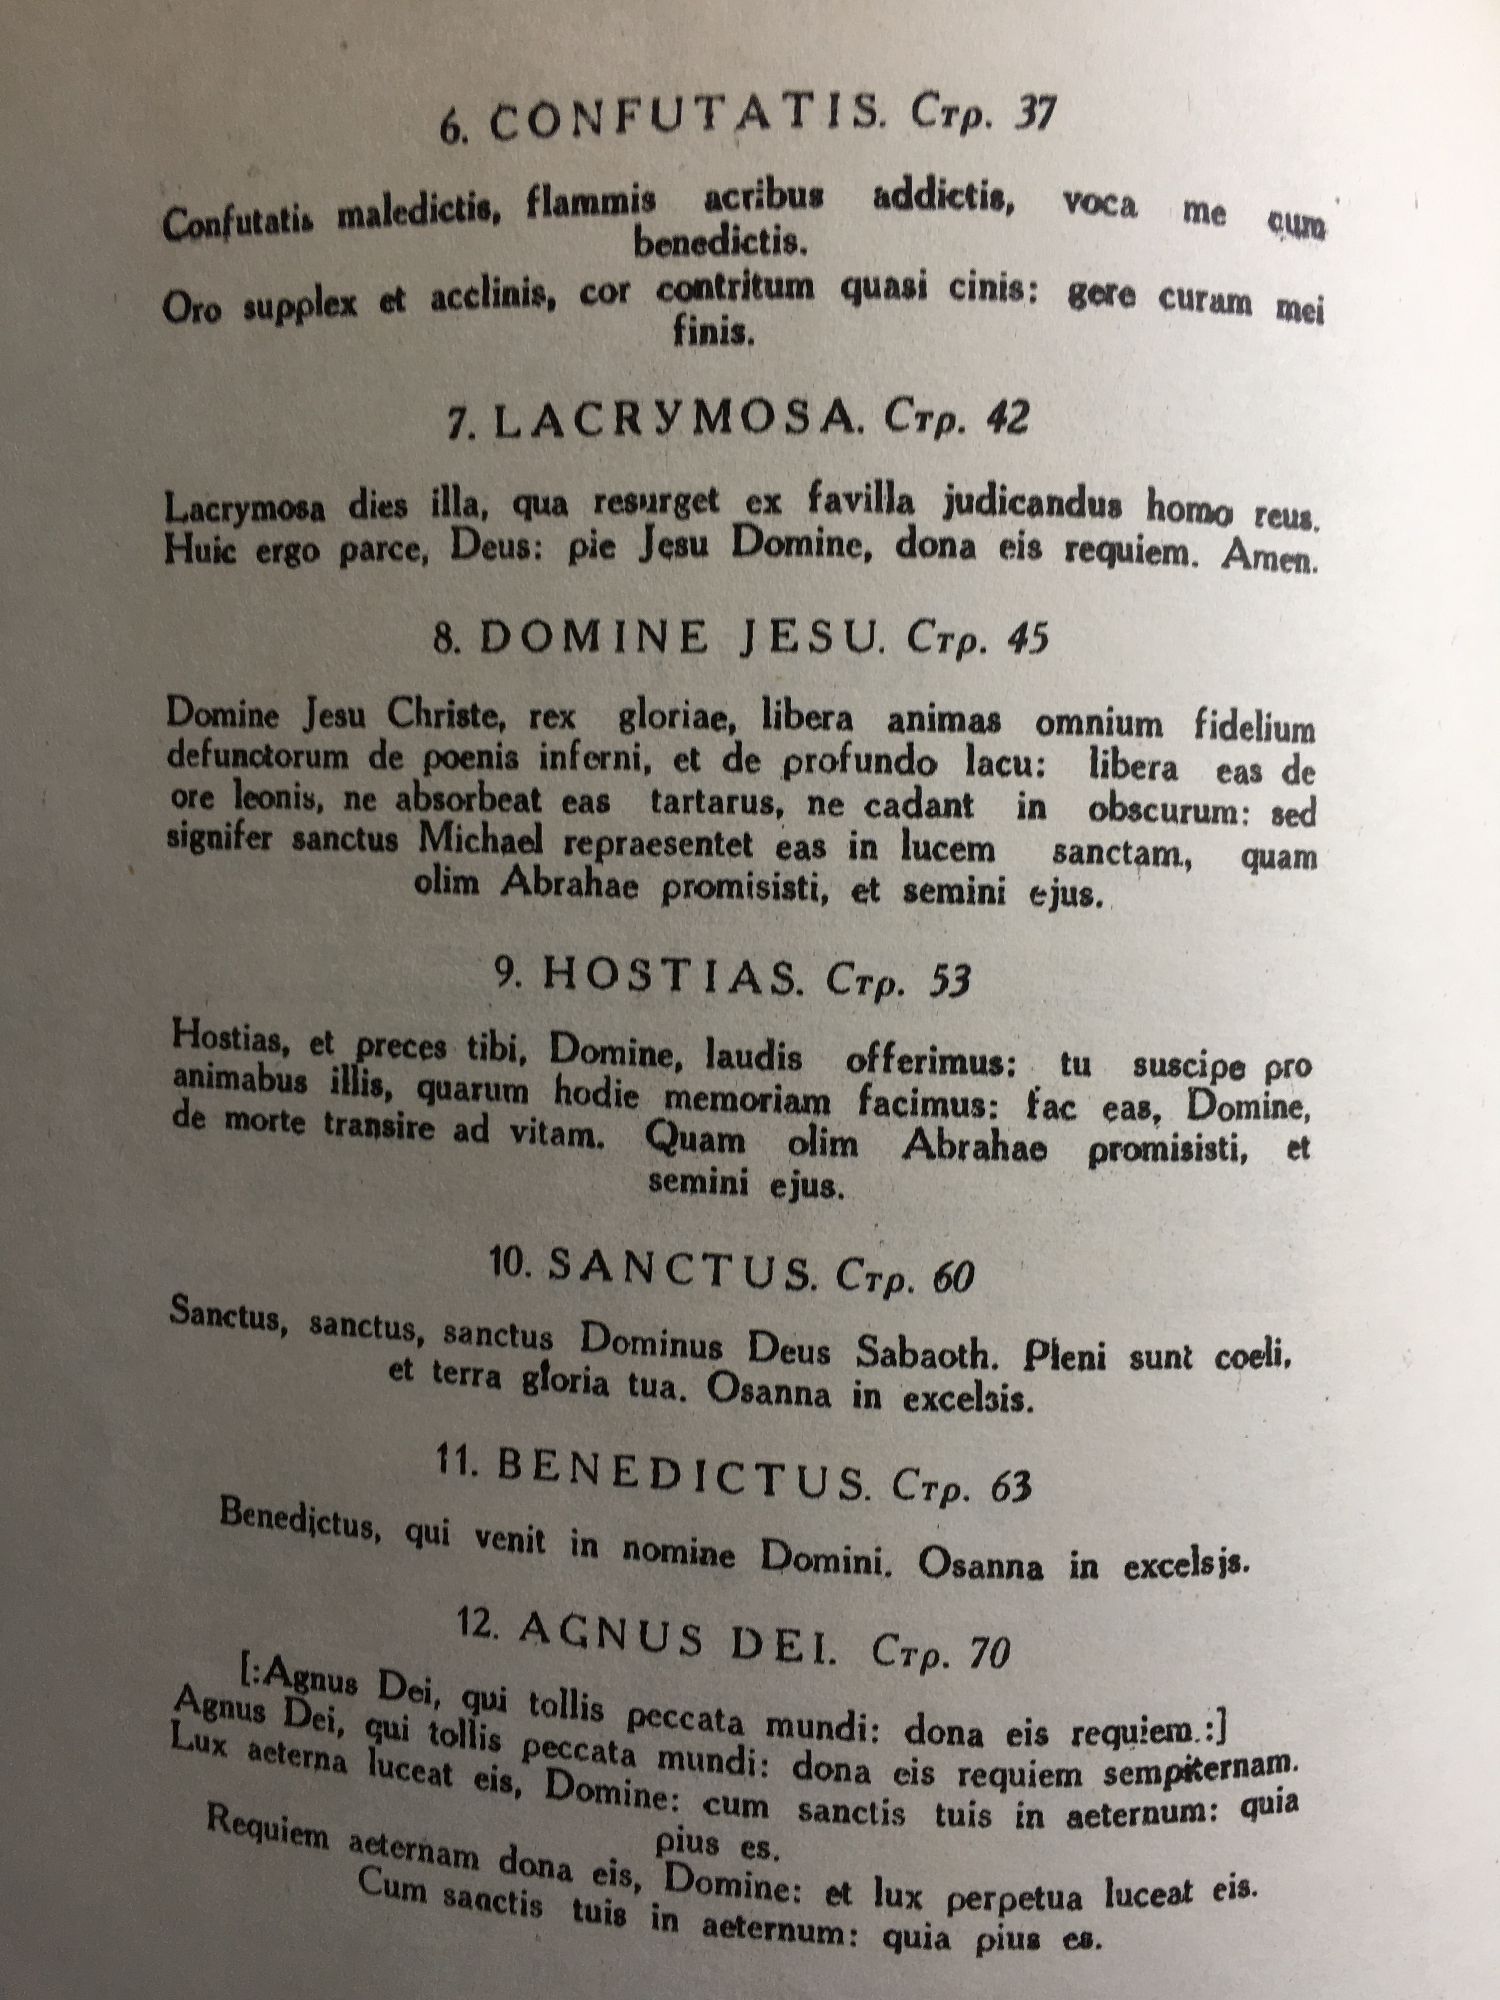 6. CONFUTATIS. Стр. 37
Confutatis maledictis, flammis acribus addictis, voca me cum
benedictis.
Oro supplex et acclinis, cor contritum quasi cinis: gere curam mei
finis.
7. LACRYMOSA. Стр. 42
Lacrymosa dies illa, qua resurget ex favilla judicandus homo reus.
Huic ergo parce, Deus: pie Jesu Domine, dona eis requiem. Amen.
8. DOMINE JESU. Стр. 45
Domine Jesu Christe, rex gloriae, libera animas omnium fidelium
defunctorum de poenis inferni, et de profundo lacu: libera eas de
ore leonis, ne absorbeat eas tartarus, ne cadant in obscurum: sed
signifer sanctus Michael repraesentet eas in lucem sanctam, quam
olim Abrahae promisisti, et semini ejus.
9. HOSTIAS. Стр. 53
Hostias, et preces tibi, Domine, laudis offerimus: tu suscipe pro
animabus illis, quarum hodie memoriam facimus: fac eas, Domine,
de morte transire ad vitam. Quam olim Abrahae promisisti, et
semini ejus.
10. SANCTUS. Стр. 60
Sanctus, sanctus, sanctus Dominus Deus Sabaoth. Pleni sunt coeli,
et terra gloria tua. Osanna in excelsis.
11. BENEDICTUS. Стр. 63
Benedictus, qui venit in nomine Domini. Osanna in excelsjs.
12. AGNUS DEI. Стр. 70
[:Agnus Dei, qui tollis peccata mundi: dona eis requiem.:]
Agnus Dei, qui tollis peccata mundi: dona eis requiem sempiternam.
Lux aeterna luceat eis, Domine: cum sanctis tuis in aeternum: quia
pius es.
Requiem aeternam dona eis, Domine: et lux perpetua luceat eis.
Cum sanctis tuis in aeternum: quia pius es.